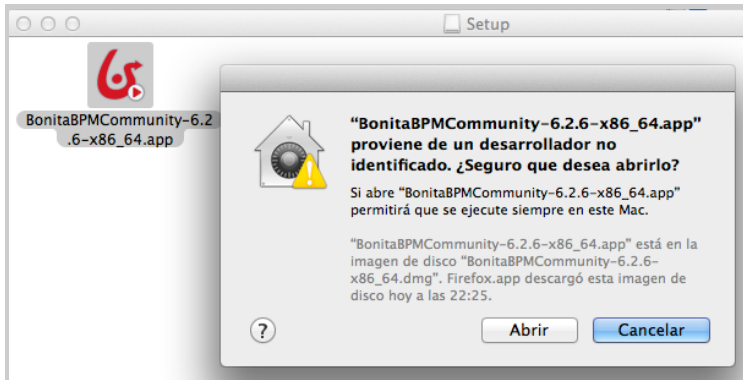 Setup
BonitaBPMCommunity-6.2
.6-x86_64.app
“BonitaBPMCommunity-6.2.6-x86_64.app”
proviene de un desarrollador no
identificado. ¿Seguro que desea abrirlo?
Si abre “BonitaBPMCommunity-6.2.6-x86_64.app”
permitirá que se ejecute siempre en este Mac.
“BonitaBPMCommunity-6.2.6-x86_64.app” está en la
imagen de disco “BonitaBPMCommunity-6.2.6-
x86_64.dmg”. Firefox.app descargó esta imagen de
disco hoy a las 22:25.
?
Abrir
Cancelar